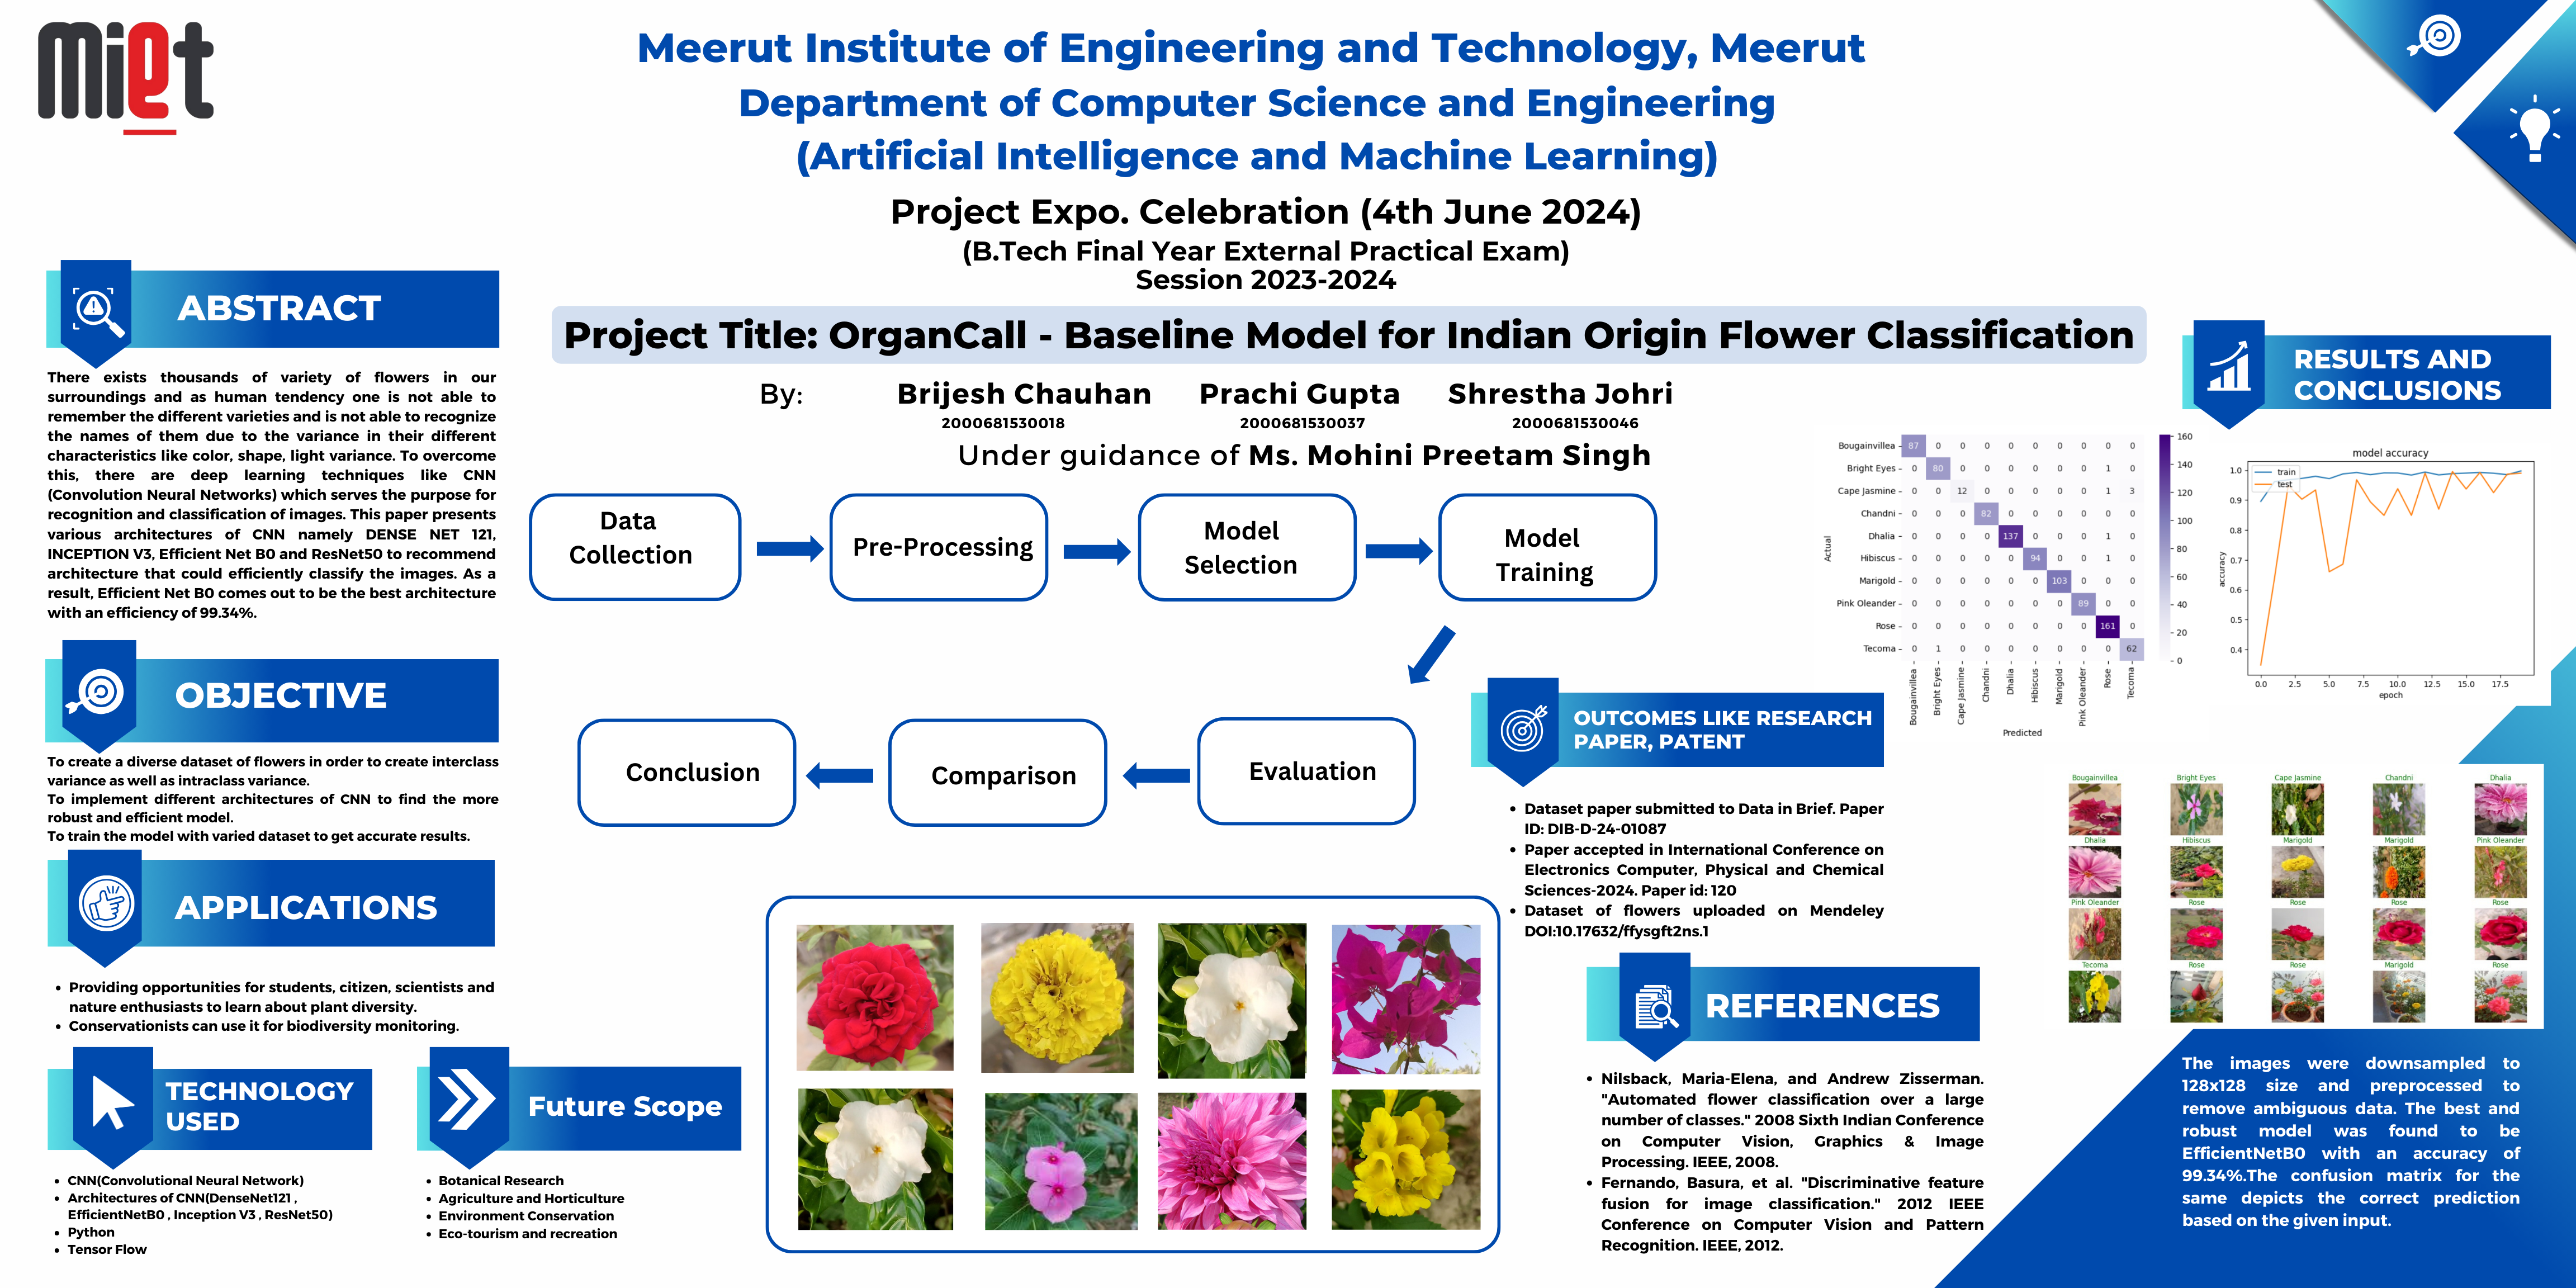 miet
Meerut Institute of Engineering and Technology, Meerut
Department of Computer Science and Engineering
(Artificial Intelligence and Machine Learning)
Project Expo. Celebration (4th June 2024)
(B.Tech Final Year External Practical Exam)
Session 2023-2024
Project Title: OrganCall - Baseline Model for Indian Origin Flower Classification
By: Brijesh Chauhan Prachi Gupta Shrestha Johri
2000681530018 2000681530037 2000681530046
Under guidance of Ms. Mohini Preetam Singh
ABSTRACT
There exists thousands of variety of flowers in our
surroundings and as human tendency one is not able to
remember the different varieties and is not able to recognize
the names of them due to the variance in their different
characteristics like color, shape, light variance. To overcome
this, there are deep learning techniques like CNN
(Convolution Neural Networks) which serves the purpose for
recognition and classification of images. This paper presents
various architectures of CNN namely DENSE NET 121,
INCEPTION V3, Efficient Net B0 and ResNet50 to recommend
architecture that could efficiently classify the images. As a
result, Efficient Net B0 comes out to be the best architecture
with an efficiency of 99.34%.
OBJECTIVE
To create a diverse dataset of flowers in order to create interclass
variance as well as intraclass variance.
To implement different architectures of CNN to find the more
robust and efficient model.
To train the model with varied dataset to get accurate results.
APPLICATIONS
• Providing opportunities for students, citizen, scientists and
nature enthusiasts to learn about plant diversity.
• Conservationists can use it for biodiversity monitoring.
TECHNOLOGY
USED
• CNN(Convolutional Neural Network)
• Architectures of CNN(DenseNet121 ,
EfficientNetB0 , Inception V3 , ResNet50)
• Python
• Tensor Flow
Future Scope
• Botanical Research
• Agriculture and Horticulture
• Environment Conservation
• Eco-tourism and recreation
Data
Collection
Pre-Processing
Model
Selection
Model
Training
Evaluation
Comparison
Conclusion
OUTCOMES LIKE RESEARCH
PAPER, PATENT
• Dataset paper submitted to Data in Brief. Paper
ID: DIB-D-24-01087
• Paper accepted in International Conference on
Electronics Computer, Physical and Chemical
Sciences-2024. Paper id: 120
• Dataset of flowers uploaded on Mendeley
DOI:10.17632/ffysgft2ns.1
REFERENCES
• Nilsback, Maria-Elena, and Andrew Zisserman.
"Automated flower classification over a large
number of classes." 2008 Sixth Indian Conference
on Computer Vision, Graphics & Image
Processing. IEEE, 2008.
• Fernando, Basura, et al. "Discriminative feature
fusion for image classification." 2012 IEEE
Conference on Computer Vision and Pattern
Recognition. IEEE, 2012.
RESULTS AND
CONCLUSIONS
Actual
Bougainvillea 87 0 0 0 0 0 0 0 0 0
Bright Eyes 0 80 0 0 0 0 0 0 1 0
Cape Jasmine 0 0 12 0 0 0 0 0 1 3
Chandni 0 0 0 82 0 0 0 0 0 0
Dhalia 0 0 0 0 137 0 0 0 1 0
Hibiscus 0 0 0 0 0 94 0 0 1 0
Marigold 0 0 0 0 0 0 103 0 0 0
Pink Oleander 0 0 0 0 0 0 0 89 0 0
Rose 0 0 0 0 0 0 0 0 161 0
Tecoma 0 1 0 0 0 0 0 0 0 62
Bougainvillea Bright Eyes Cape Jasmine Chandni Dhalia Hibiscus Marigold Pink Oleander Rose Tecoma
Predicted
160
140
120
100
80
60
40
20
0
model accuracy
train
test
accuracy
1.0
0.9
0.8
0.7
0.6
0.5
0.4
0.0 2.5 5.0 7.5 10.0 12.5 15.0 17.5
epoch
Bougainvillea Bright Eyes Cape Jasmine Chandni Dhalia
Dhalia Hibiscus Marigold Marigold Pink Oleander
Pink Oleander Rose Rose Rose Rose
Tecoma Rose Rose Marigold Rose
The images were downsampled to
128x128 size and preprocessed to
remove ambiguous data. The best and
robust model was found to be
EfficientNetB0 with an accuracy of
99.34%.The confusion matrix for the
same depicts the correct prediction
based on the given input.